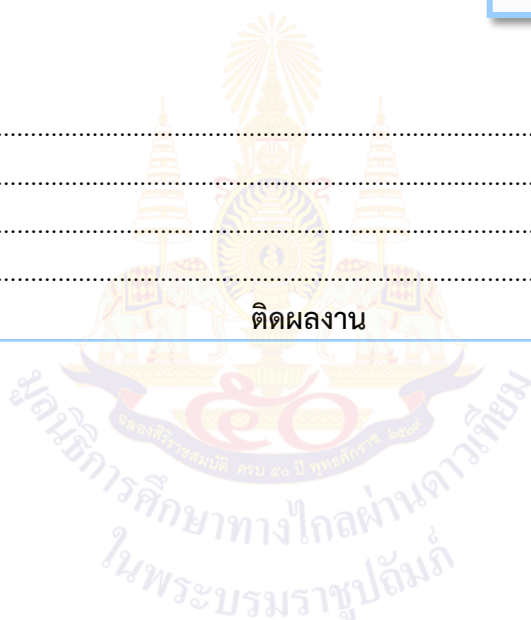 ................................................................................
................................................................................
................................................................................
................................................................................
ติดผลงาน
๕๐
ฉลองสิริราชสมบัติ ครบ ๕๐ ปี พุทธศักราช ๒๕๓๙
มูลนิธิการศึกษาทางไกลผ่านดาวเทียม
ในพระบรมราชูปถัมภ์